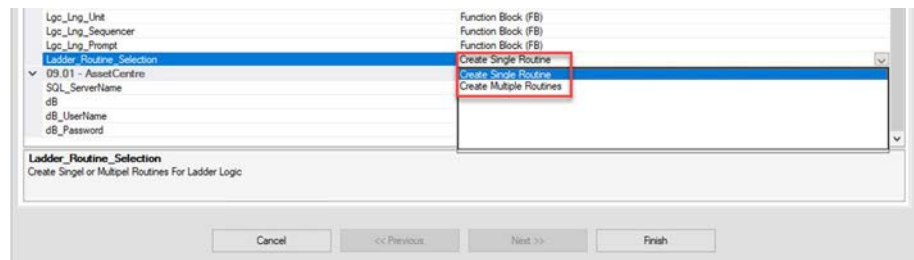 Lgc_Lng_Unit Function Block (FB)
Lgc_Lng_Sequencer Function Block (FB)
Lgc_Lng_Prompt Function Block (FB)
Ladder_Routine_Selection Create Single Routine
09.01 - AssetCentre Create Single Routine
SQL_ServerName Create Multiple Routines
dB
dB_UserName
dB_Password
Ladder_Routine_Selection
Create Singel or Multipel Routines For Ladder Logic
Cancel << Previous Next >> Finish